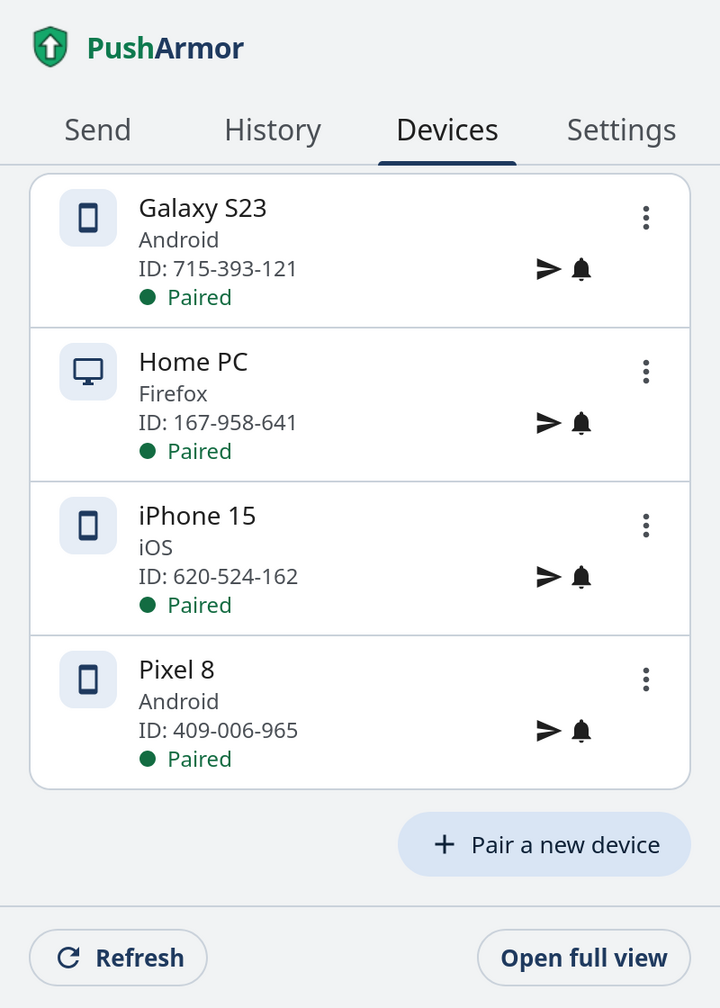 PushArmor
Send History Devices Settings
Galaxy S23
Android
ID: 715-393-121
Paired
Home PC
Firefox
ID: 167-958-641
Paired
iPhone 15
iOS
ID: 620-524-162
Paired
Pixel 8
Android
ID: 409-006-965
Paired
Pair a new device
Refresh Open full view